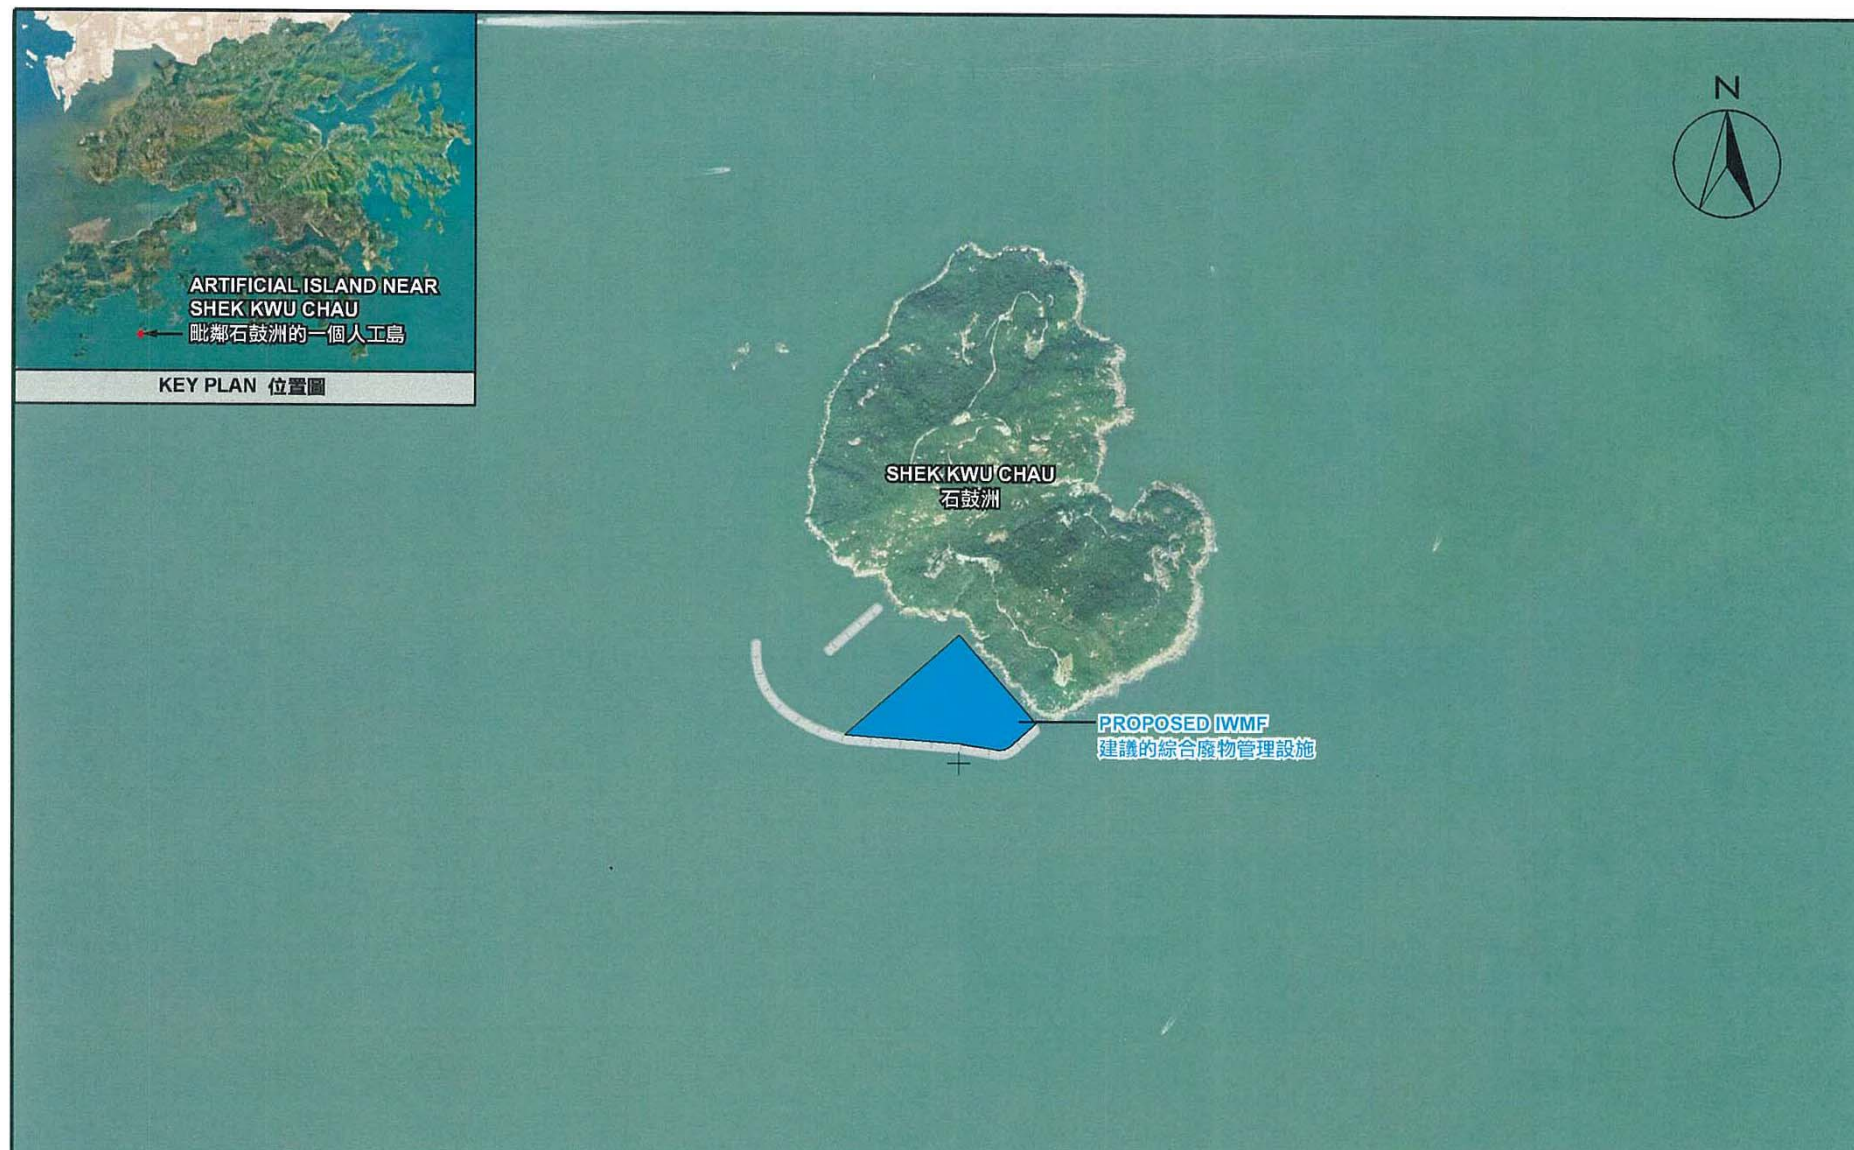 ARTIFICIAL ISLAND NEAR
SHEK KWU CHAU
毗鄰石鼓洲的一個人工島
KEY PLAN 位置圖
N
SHEK KWU CHAU
石鼓洲
PROPOSED IWMF
建議的綜合廢物管理設施